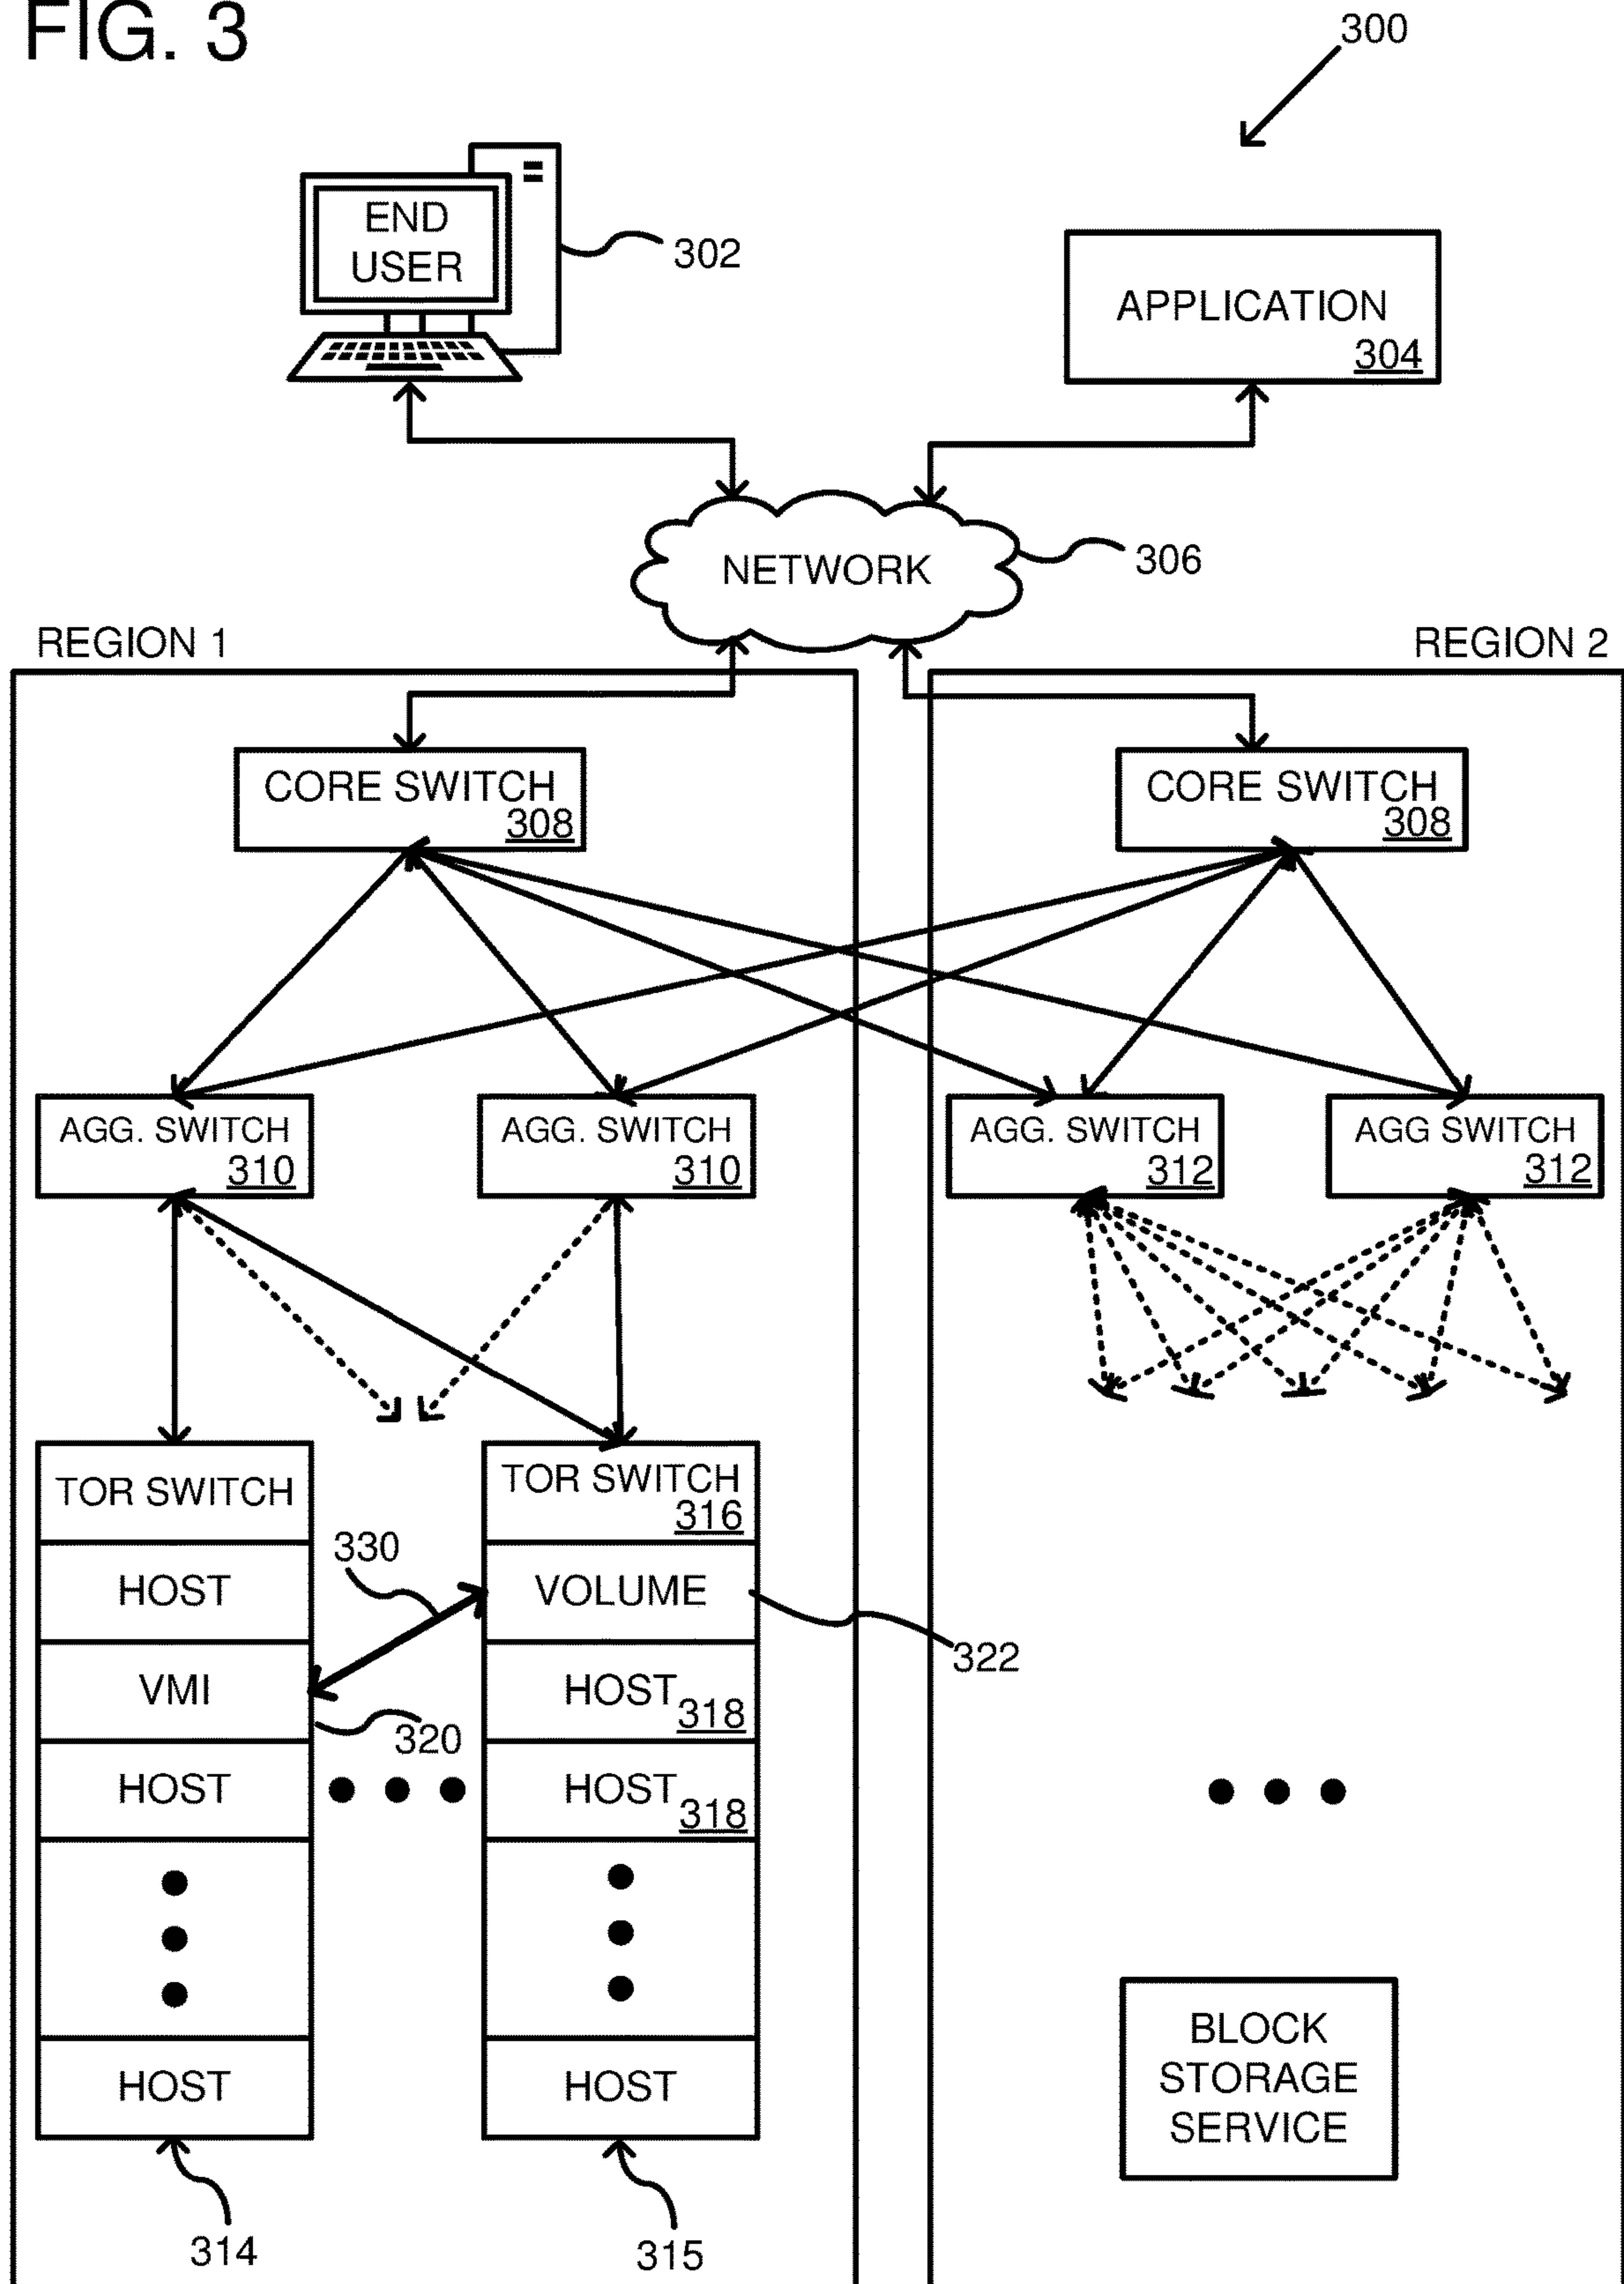 FIG. 3
300
END
USER
302
APPLICATION
304
NETWORK
306
REGION 1
REGION 2
CORE SWITCH
308
CORE SWITCH
308
AGG. SWITCH
310
AGG. SWITCH
310
AGG. SWITCH
312
AGG SWITCH
312
TOR SWITCH
TOR SWITCH
316
330
HOST
VOLUME
322
VMI
320
HOST
318
HOST
HOST
318
HOST
HOST
BLOCK
STORAGE
SERVICE
314
315